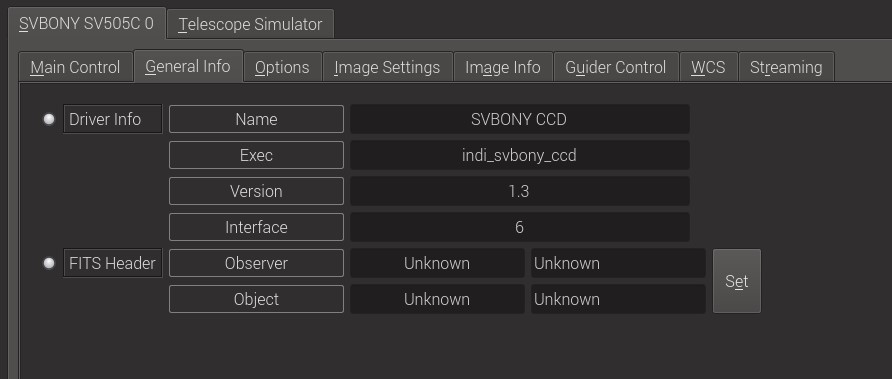 SVBONY SV505C 0 Telescope Simulator
Main Control General Info Options Image Settings Image Info Guider Control WCS Streaming
Driver Info Name SVBONY CCD
Exec indi_svbony_ccd
Version 1.3
Interface 6
FITS Header Observer Unknown Unknown
Set
Object Unknown Unknown